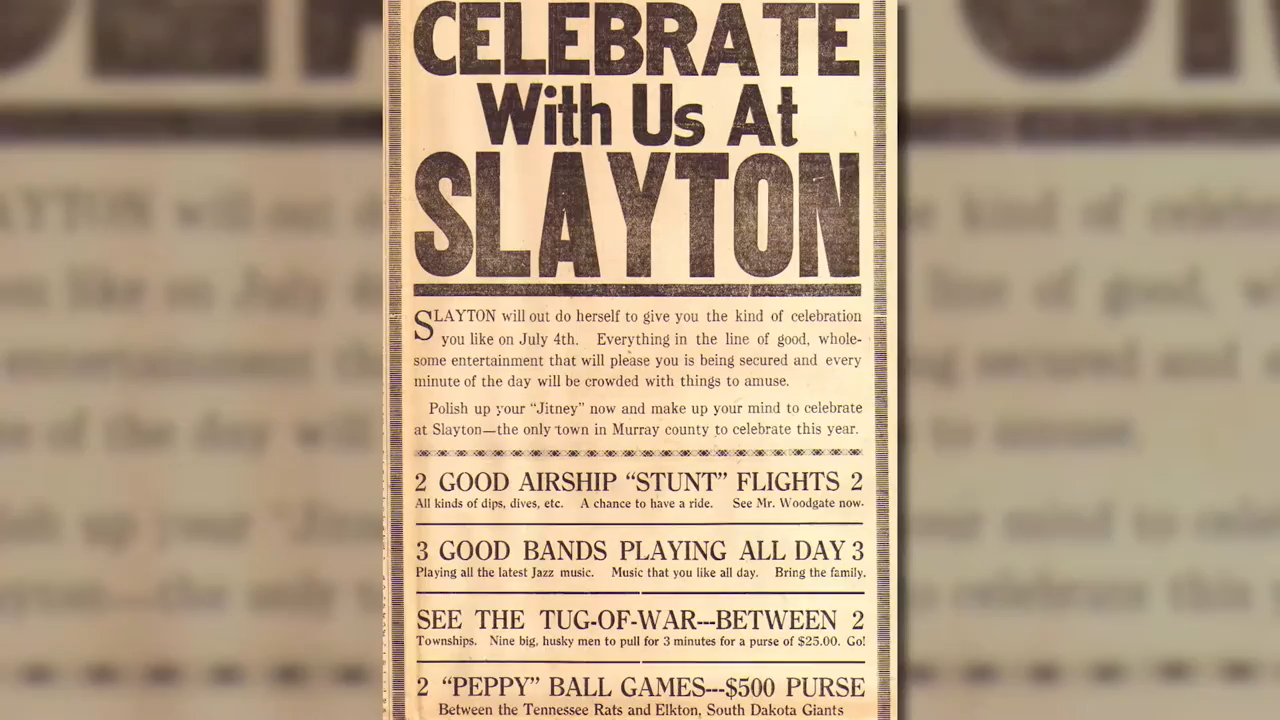 CELEBRATE
With Us At
SLAYTON
SLAYTON will out do herself to give you the kind of celebration
you like on July 4th. Everything in the line of good, whole-
some entertainment that will please you is being secured and every
minute of the day will be crowded with things to amuse.
Polish up your "Jitney" now and make up your mind to celebrate
at Slayton—the only town in Murray county to celebrate this year.
2 GOOD AIRSHIP "STUNT" FLIGHTS 2
All kinds of dips, dives, etc. A chance to have a ride. See Mr. Woodgate now.
3 GOOD BANDS PLAYING ALL DAY 3
Playing all the latest Jazz music. Music that you like all day. Bring the family.
SEE THE TUG-OF-WAR---BETWEEN 2
Townships. Nine big, husky men to pull for 3 minutes for a purse of $25.00. Go!
2 "PEPPY" BALL GAMES---$500 PURSE
Between the Tennessee Rats and Elkton, South Dakota Giants